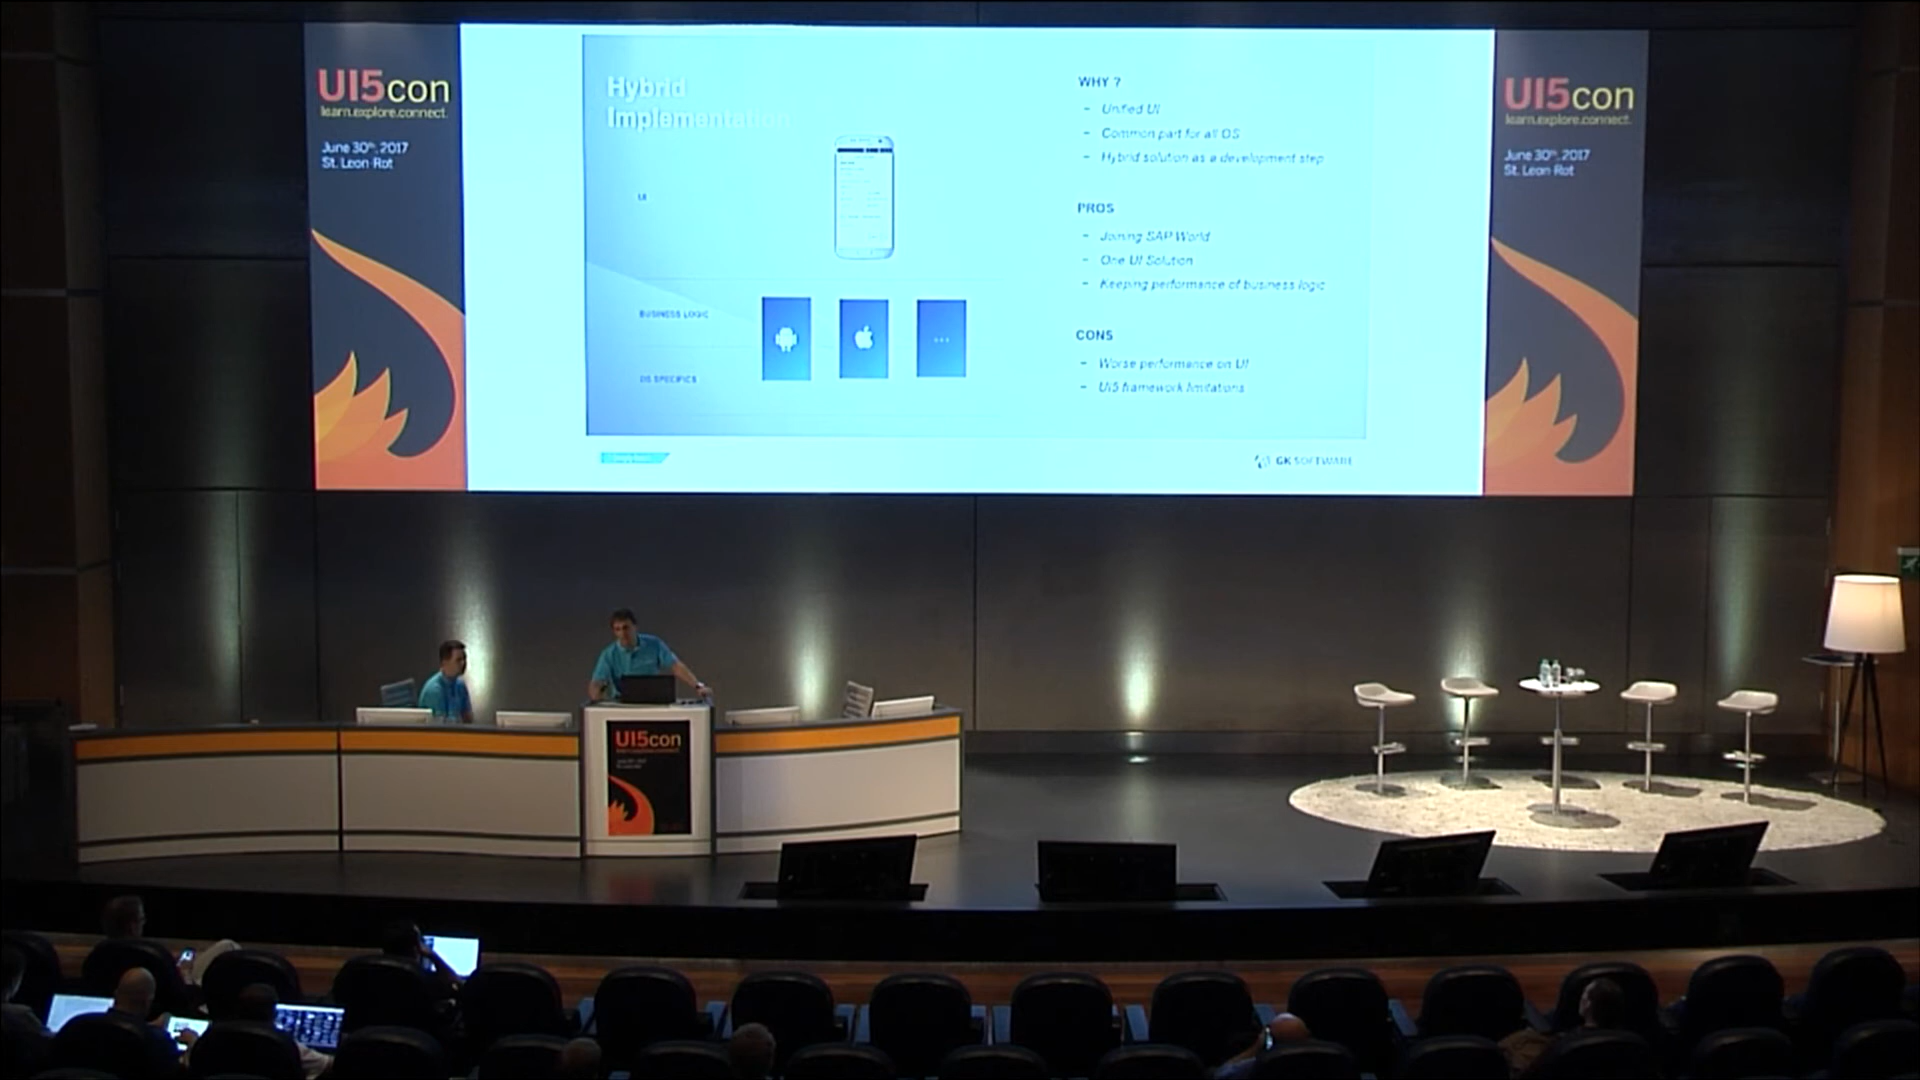 UI5con
learn.explore.connect.
June 30th, 2017
St. Leon-Rot
Hybrid
Implementation
UI
BUSINESS LOGIC
OS SPECIFICS
...
WHY ?
- Unified UI
- Common part for all OS
- Hybrid solution as a development step
PROS
- Joining SAP World
- One UI Solution
- Keeping performance of business logic
CONS
- Worse performance on UI
- UI5 framework limitations
GK SOFTWARE
UI5con
learn.explore.connect.
June 30th, 2017
St. Leon-Rot
UI5con